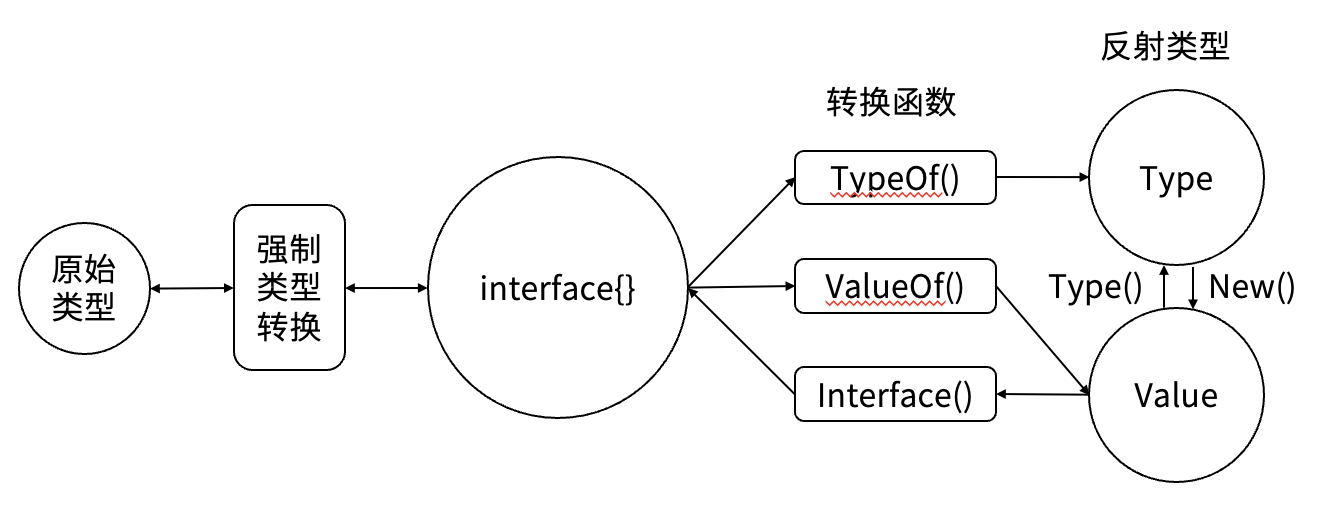 反射类型
转换函数
TypeOf()
Type
原始
类型
强制
类型
转换
interface{}
ValueOf()
Type()
New()
Interface()
Value